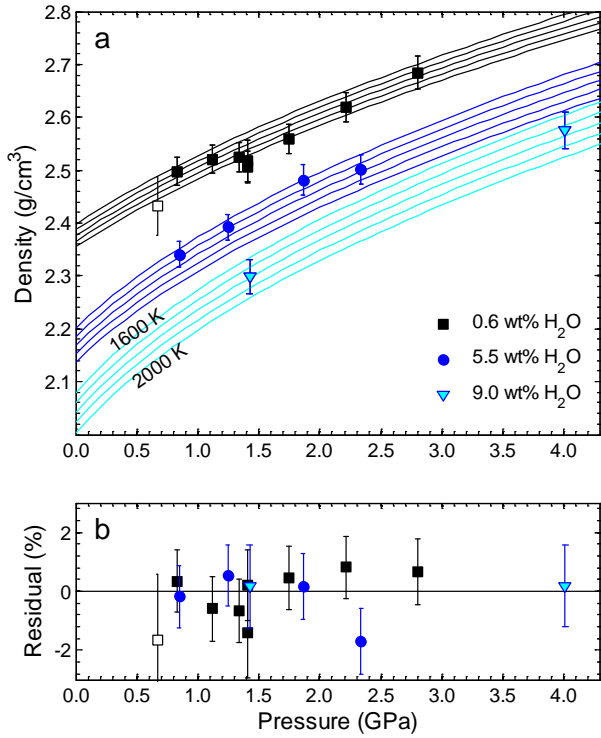 a
2.8
2.7
2.6
2.5
2.4
2.3
2.2
2.1
Density (g/cm³)
1600 K
2000 K
0.6 wt% H₂O
5.5 wt% H₂O
9.0 wt% H₂O
0.0 0.5 1.0 1.5 2.0 2.5 3.0 3.5 4.0
b
2
0
-2
Residual (%)
0.0 0.5 1.0 1.5 2.0 2.5 3.0 3.5 4.0
Pressure (GPa)